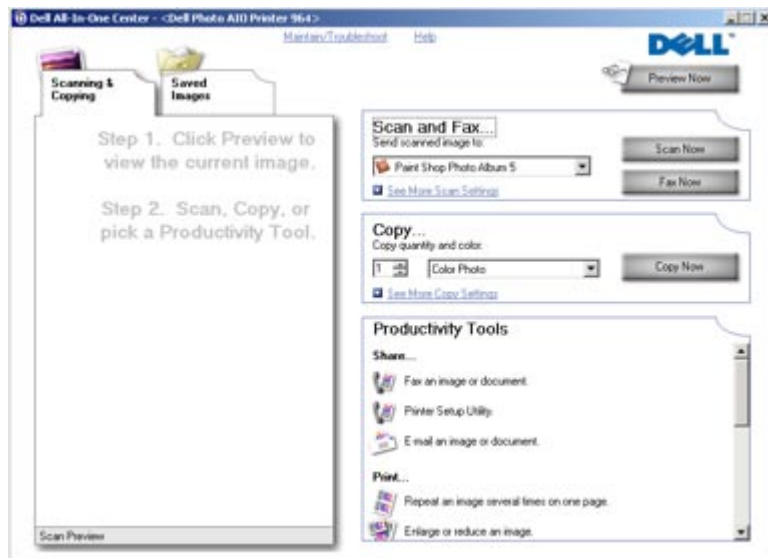 Dell All-In-One Center - <Dell Photo AIO Printer 964>
Maintain/Troubleshoot Help
DELL
Scanning &
Copying
Saved
Images
Preview Now
Step 1. Click Preview to
view the current image.
Step 2. Scan, Copy, or
pick a Productivity Tool.
Scan Preview
Scan and Fax...
Send scanned image to:
Paint Shop Photo Album 5
See More Scan Settings
Scan Now
Fax Now
Copy...
Copy quantity and color.
1 Color Photo
See More Copy Settings
Copy Now
Productivity Tools
Share...
Fax an image or document.
Printer Setup Utility.
E-mail an image or document.
Print...
Repeat an image several times on one page.
Enlarge or reduce an image.